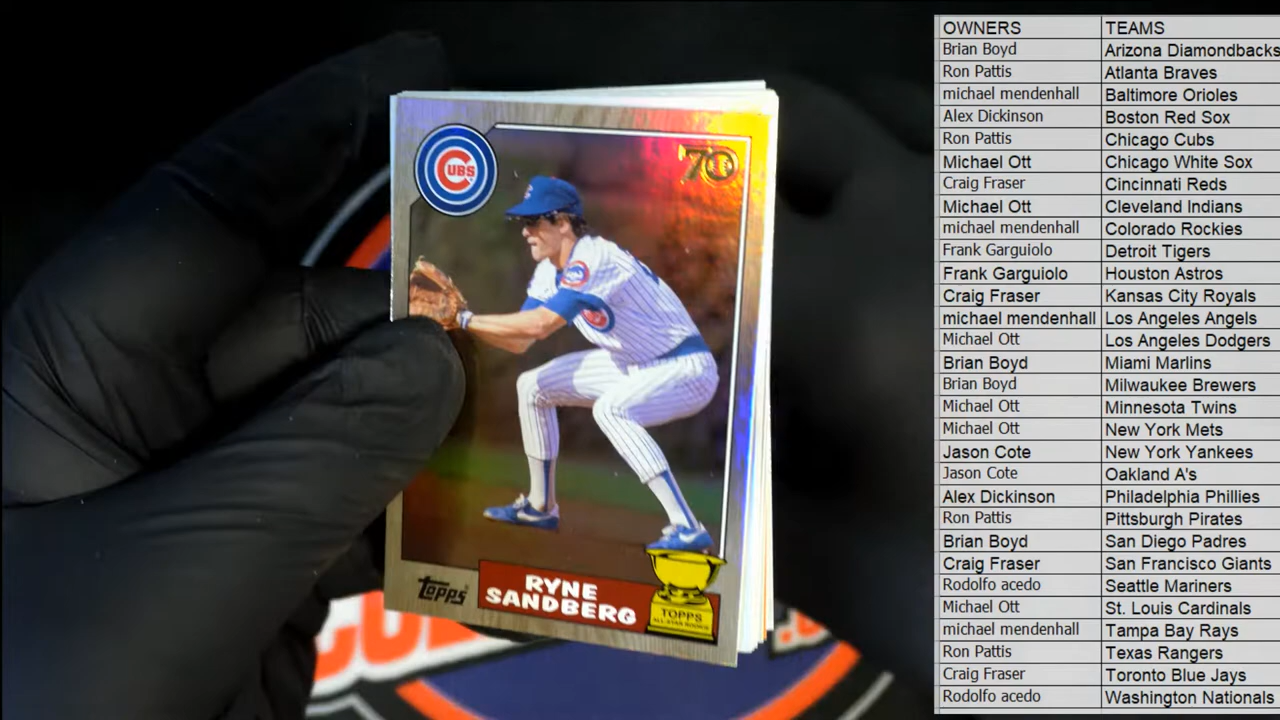 CUBS
70
RYNE
SANDBERG
topps
TOPPS
ALL-STAR ROOKIE
OWNERS TEAMS
Brian Boyd Arizona Diamondbacks
Ron Pattis Atlanta Braves
michael mendenhall Baltimore Orioles
Alex Dickinson Boston Red Sox
Ron Pattis Chicago Cubs
Michael Ott Chicago White Sox
Craig Fraser Cincinnati Reds
Michael Ott Cleveland Indians
michael mendenhall Colorado Rockies
Frank Garguiolo Detroit Tigers
Frank Garguiolo Houston Astros
Craig Fraser Kansas City Royals
michael mendenhall Los Angeles Angels
Michael Ott Los Angeles Dodgers
Brian Boyd Miami Marlins
Brian Boyd Milwaukee Brewers
Michael Ott Minnesota Twins
Michael Ott New York Mets
Jason Cote New York Yankees
Jason Cote Oakland A's
Alex Dickinson Philadelphia Phillies
Ron Pattis Pittsburgh Pirates
Brian Boyd San Diego Padres
Craig Fraser San Francisco Giants
Rodolfo acedo Seattle Mariners
Michael Ott St. Louis Cardinals
michael mendenhall Tampa Bay Rays
Ron Pattis Texas Rangers
Craig Fraser Toronto Blue Jays
Rodolfo acedo Washington Nationals